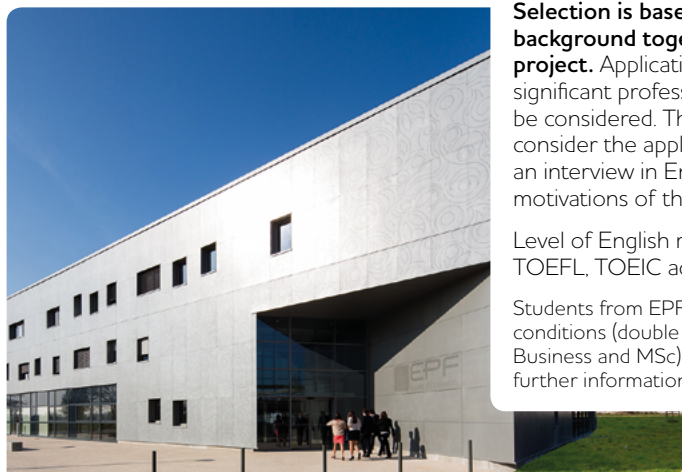 Selection is base
background toge
project. Applicati
significant profess
be considered. Th
consider the appl
an interview in En
motivations of th
Level of English r
TOEFL, TOEIC ac
Students from EPF
conditions (double
Business and MSc)
further information
EPF